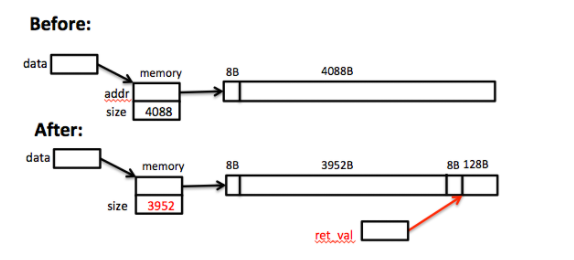 Before:
data
memory
8B
4088B
addr
size
4088
After:
data
memory
8B
3952B
8B 128B
size
3952
ret_val